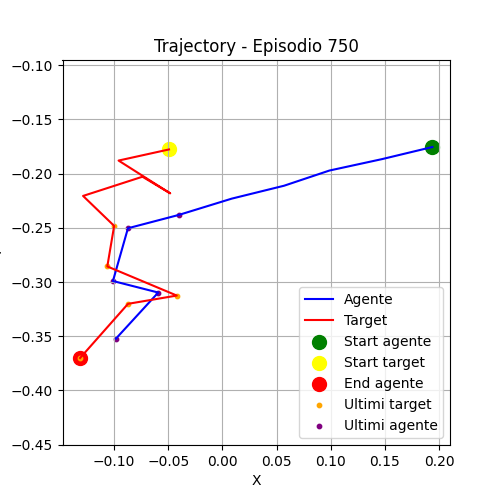 Trajectory - Episodio 750
−0.10
−0.15
−0.20
−0.25
−0.30
−0.35
−0.40
−0.45
Agente
Target
Start agente
Start target
End agente
Ultimi target
Ultimi agente
−0.10 −0.05 0.00 0.05 0.10 0.15 0.20
X